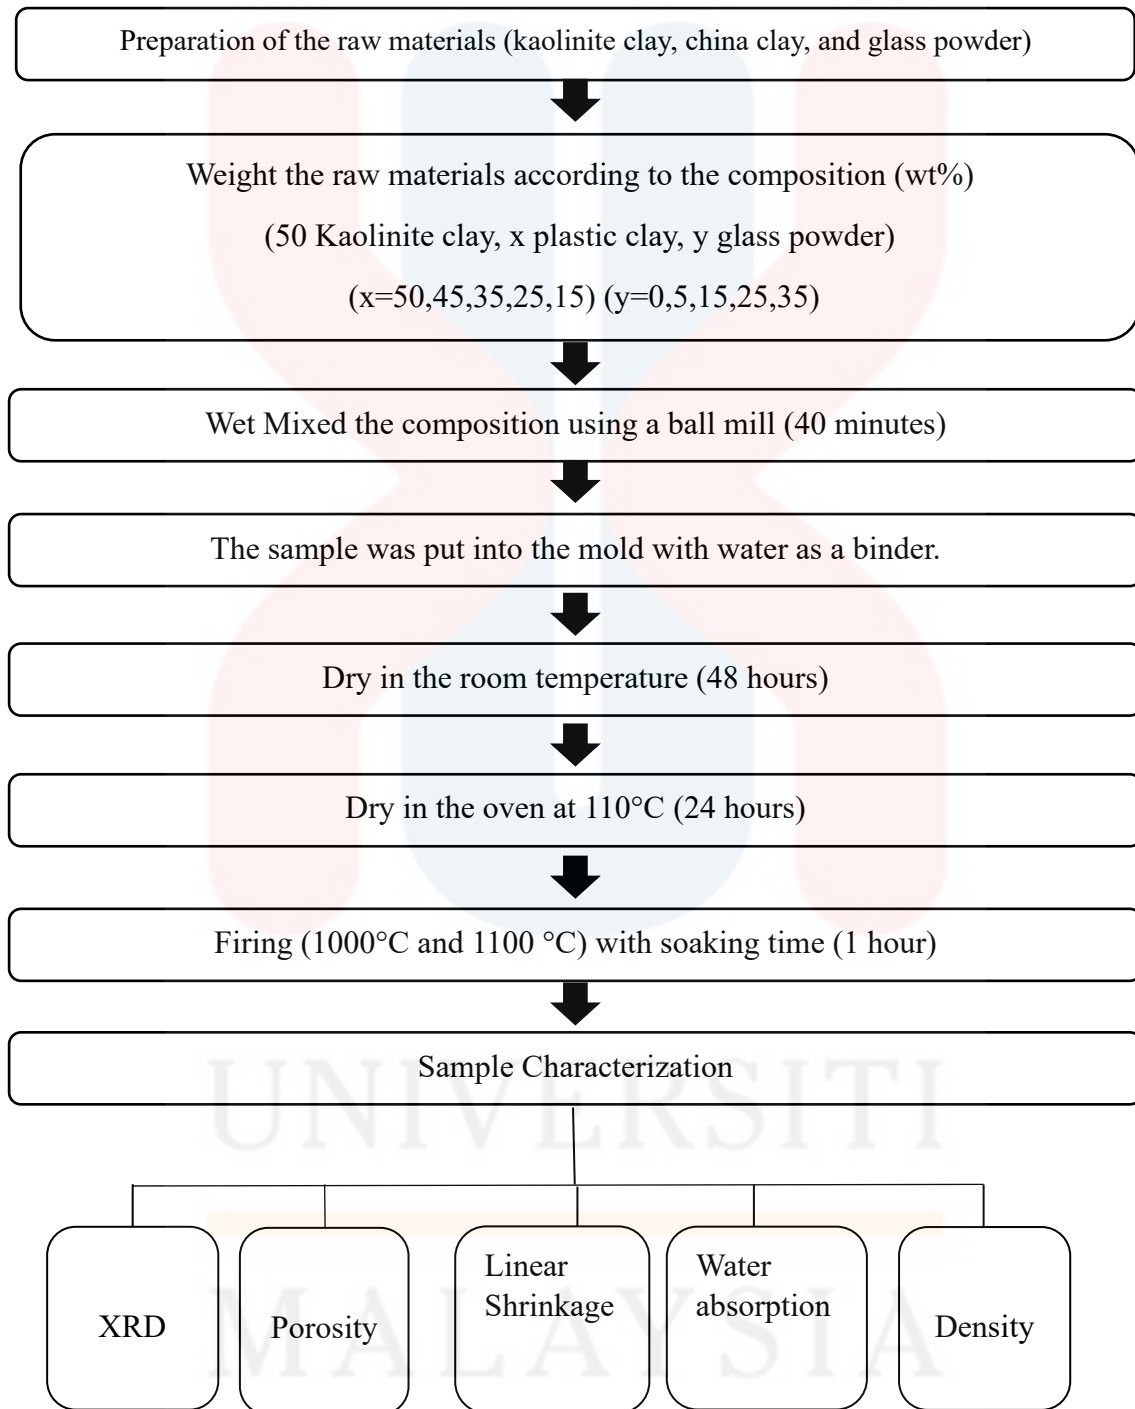 Preparation of the raw materials (kaolinite clay, china clay, and glass powder)
Weight the raw materials according to the composition (wt%)
(50 Kaolinite clay, x plastic clay, y glass powder)
(x=50,45,35,25,15) (y=0,5,15,25,35)
Wet Mixed the composition using a ball mill (40 minutes)
The sample was put into the mold with water as a binder.
Dry in the room temperature (48 hours)
Dry in the oven at 110°C (24 hours)
Firing (1000°C and 1100 °C) with soaking time (1 hour)
Sample Characterization
UNIVERSITI
XRD
Porosity
Linear
Shrinkage
Water
absorption
Density
MALAYSIA